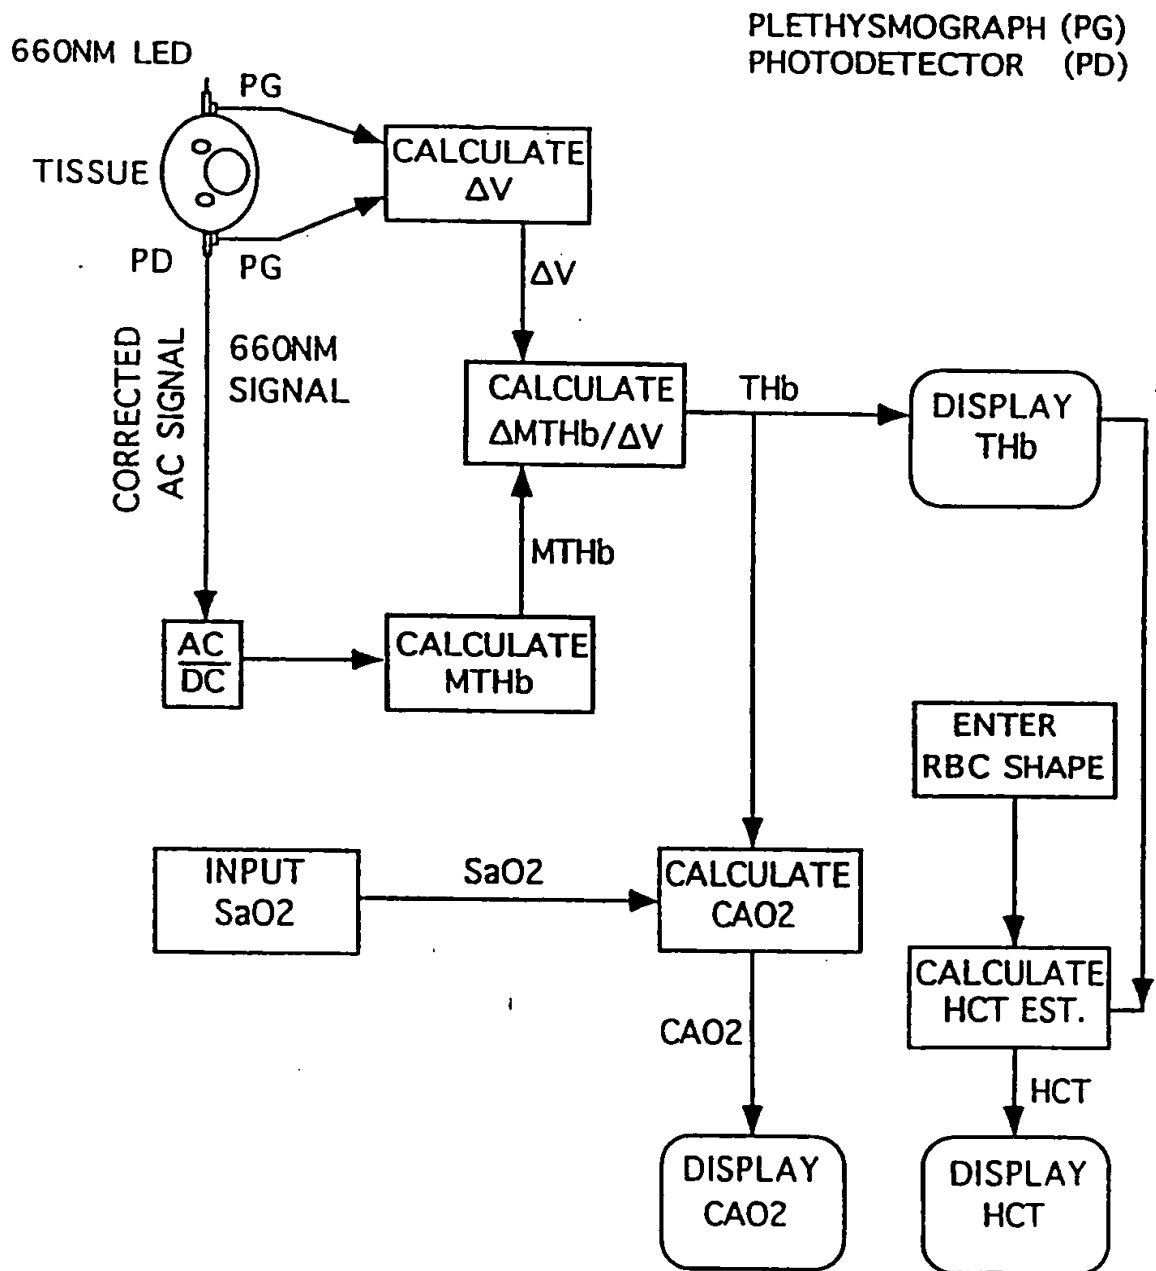 PLETHYSMOGRAPH (PG)
PHOTODETECTOR (PD)
660NM LED
PG
TISSUE
CALCULATE
ΔV
PD
PG
ΔV
CORRECTED
AC SIGNAL
660NM
SIGNAL
CALCULATE
ΔMTHb/ΔV
THb
DISPLAY
THb
MTHb
AC
DC
CALCULATE
MTHb
ENTER
RBC SHAPE
INPUT
SaO2
SaO2
CALCULATE
CAO2
CALCULATE
HCT EST.
CAO2
HCT
DISPLAY
CAO2
DISPLAY
HCT